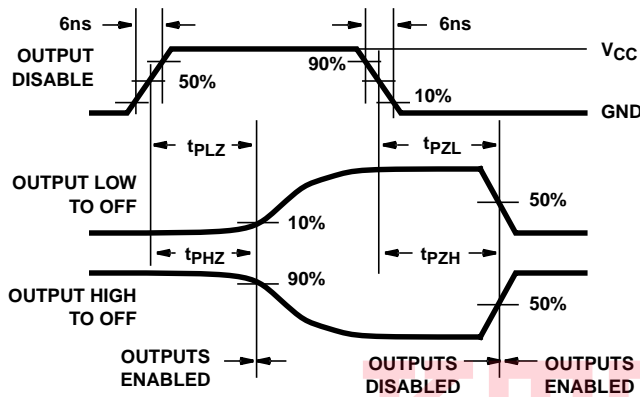 6ns
6ns
OUTPUT
DISABLE
90%
50%
10%
VCC
GND
tPLZ
tPZL
OUTPUT LOW
TO OFF
10%
50%
tPHZ
tPZH
90%
OUTPUT HIGH
TO OFF
50%
OUTPUTS
ENABLED
OUTPUTS
DISABLED
OUTPUTS
ENABLED